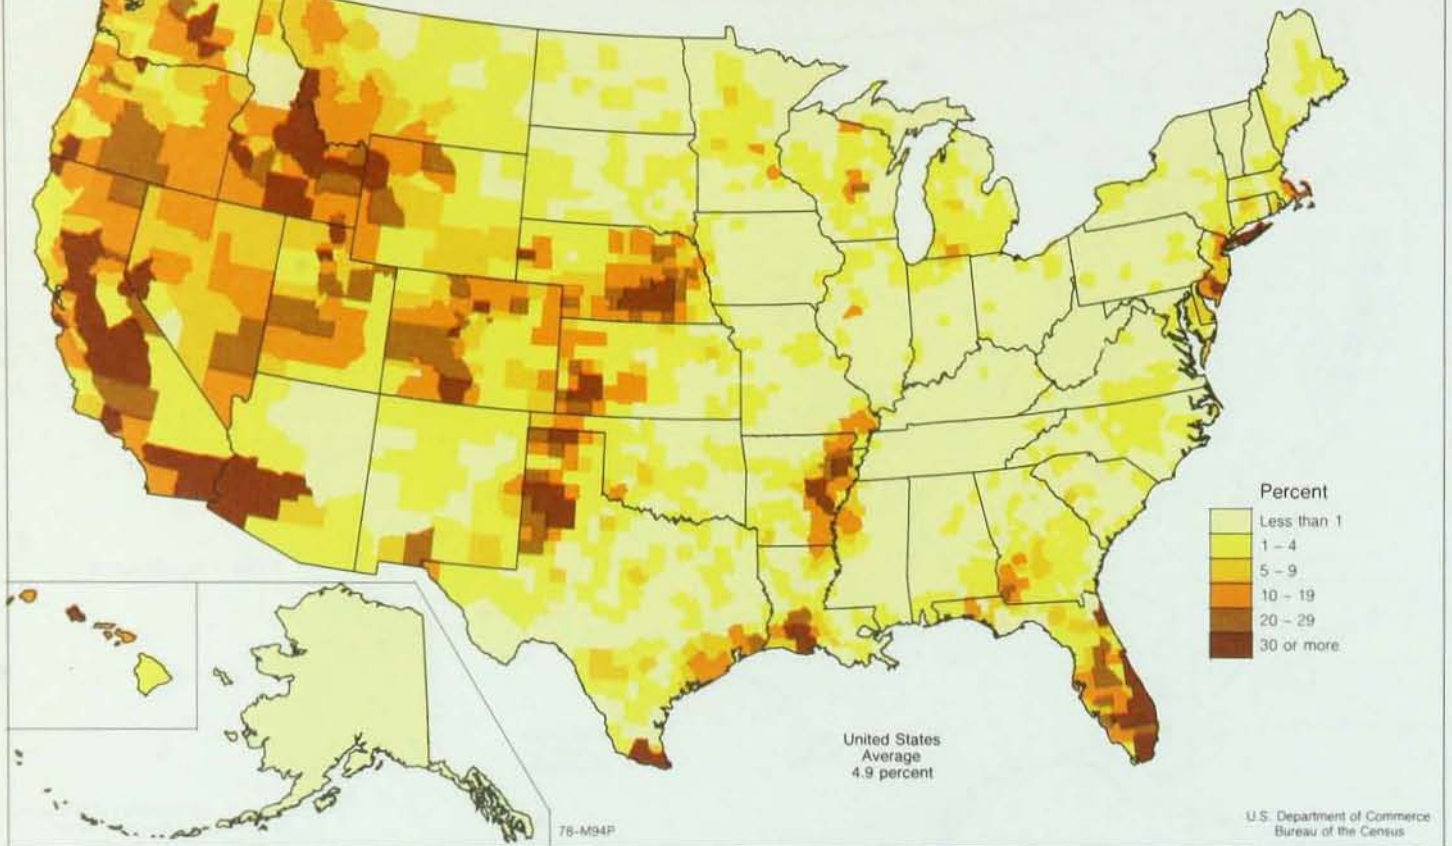 Percent
Less than 1
1 - 4
5 - 9
10 - 19
20 - 29
30 or more
United States
Average
4.9 percent
78-M94P
U.S. Department of Commerce
Bureau of the Census